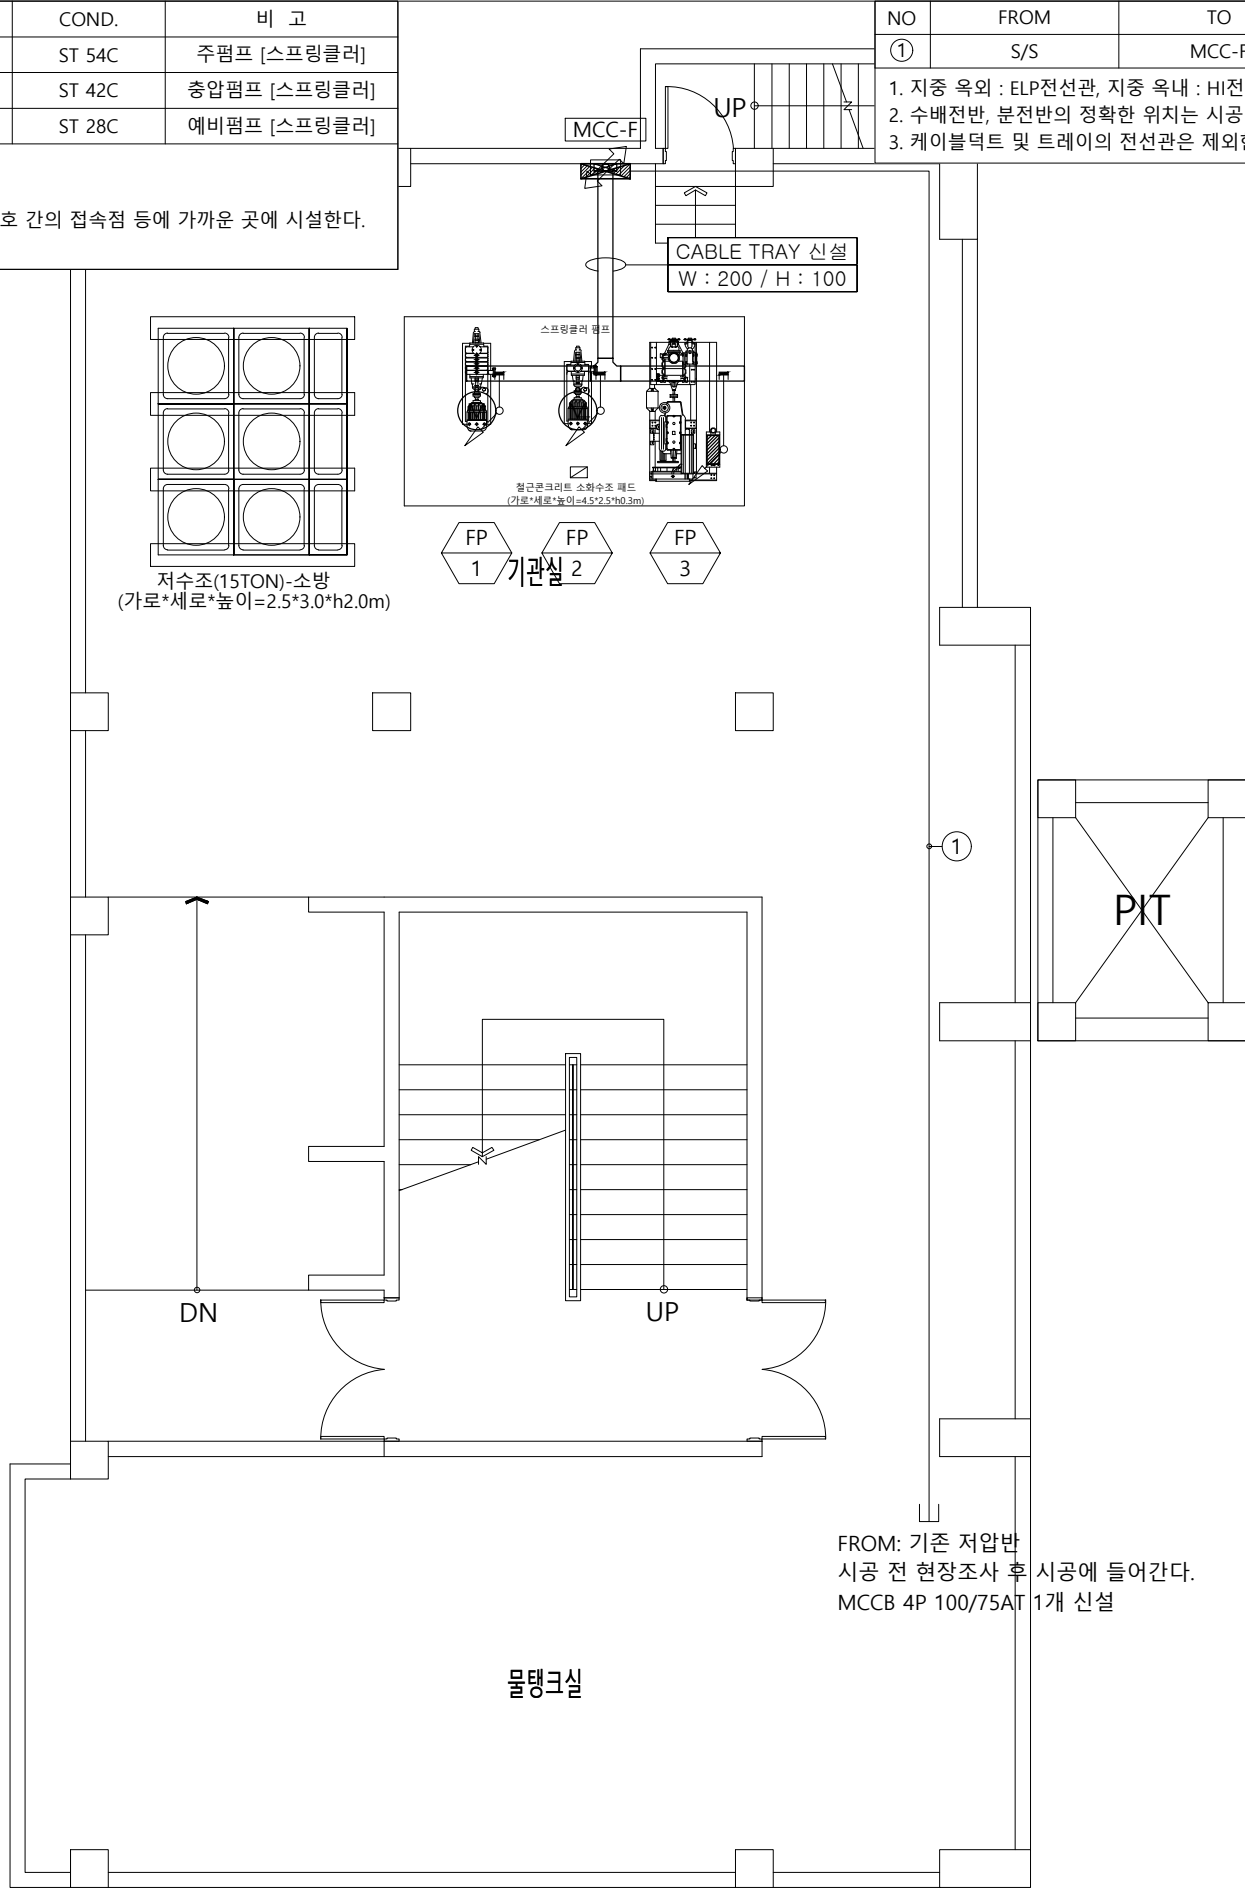 COND. 비 고
ST 54C 주펌프 [스프링클러]
ST 42C 충압펌프 [스프링클러]
ST 28C 예비펌프 [스프링클러]
호 간의 접속점 등에 가까운 곳에 시설한다.
NO FROM TO
① S/S MCC-F
1. 지중 옥외 : ELP전선관, 지중 옥내 : HI전
2. 수배전반, 분전반의 정확한 위치는 시공
3. 케이블덕트 및 트레이의 전선관은 제외한
UP
MCC-F
CABLE TRAY 신설
W : 200 / H : 100
스프링클러 펌프
철근콘크리트 소화수조 패드
(가로*세로*높이=4.5*2.5*h0.3m)
FP
1
FP
2
FP
3
기관실
저수조(15TON)-소방
(가로*세로*높이=2.5*3.0*h2.0m)
1
PIT
DN
UP
FROM: 기존 저압반
시공 전 현장조사 후 시공에 들어간다.
MCCB 4P 100/75AT 1개 신설
물탱크실